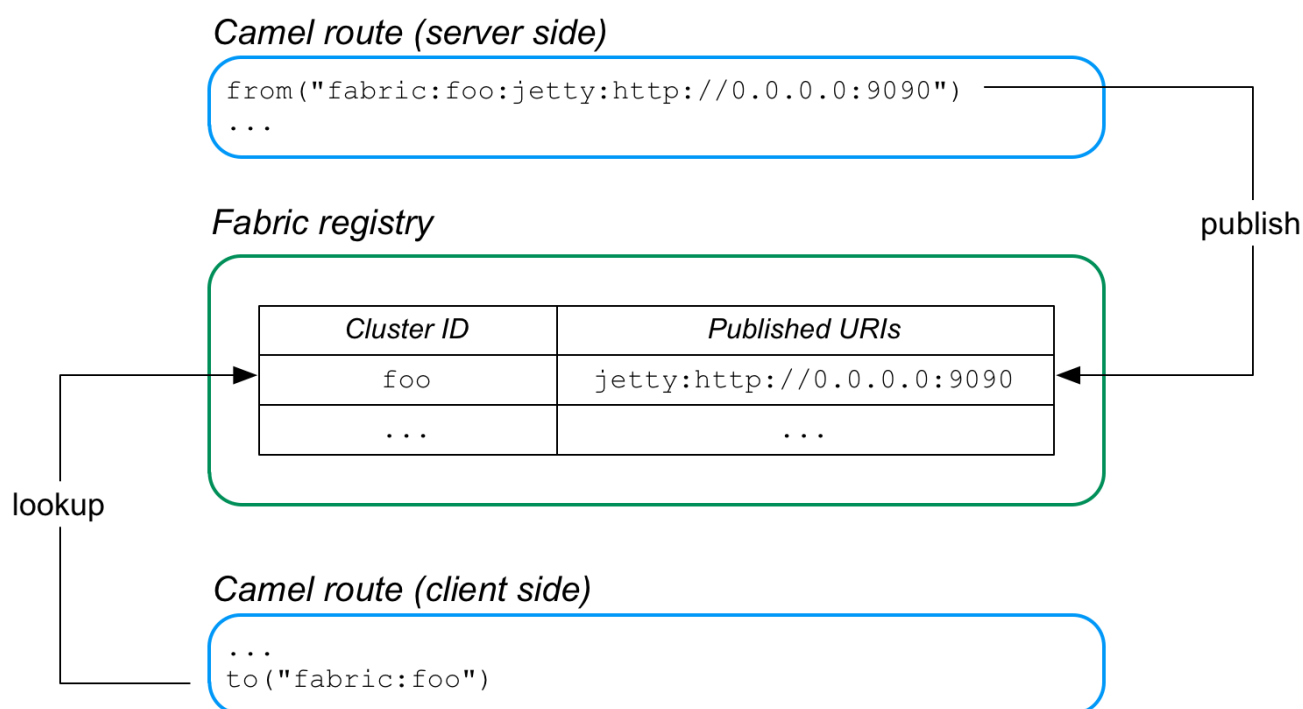 Camel route (server side)
from("fabric:foo:jetty:http://0.0.0.0:9090")
...
Fabric registry
publish
Cluster ID Published URIs
foo jetty:http://0.0.0.0:9090
... ...
lookup
Camel route (client side)
...
to("fabric:foo")